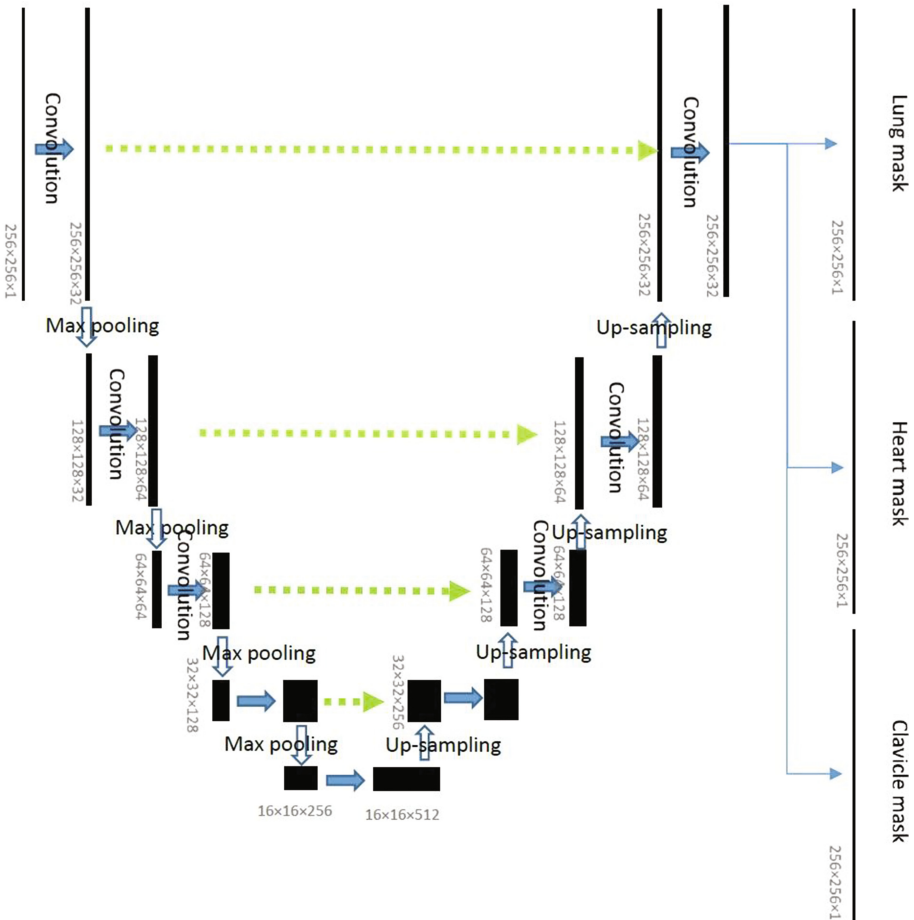 Convolution
256×256×1
256×256×32
Convolution
256×256×32
256×256×32
256×256×1
Lung mask
Max pooling
Up-sampling
Convolution
128×128×32
128×128×64
128×128×64
Convolution
128×128×64
256×256×1
Heart mask
Max pooling
Up-sampling
Convolution
64×64×64
64×64×128
64×64×128
Convolution
64×64×128
Max pooling
Up-sampling
32×32×128
32×32×256
Max pooling
Up-sampling
16×16×256
16×16×512
256×256×1
Clavicle mask